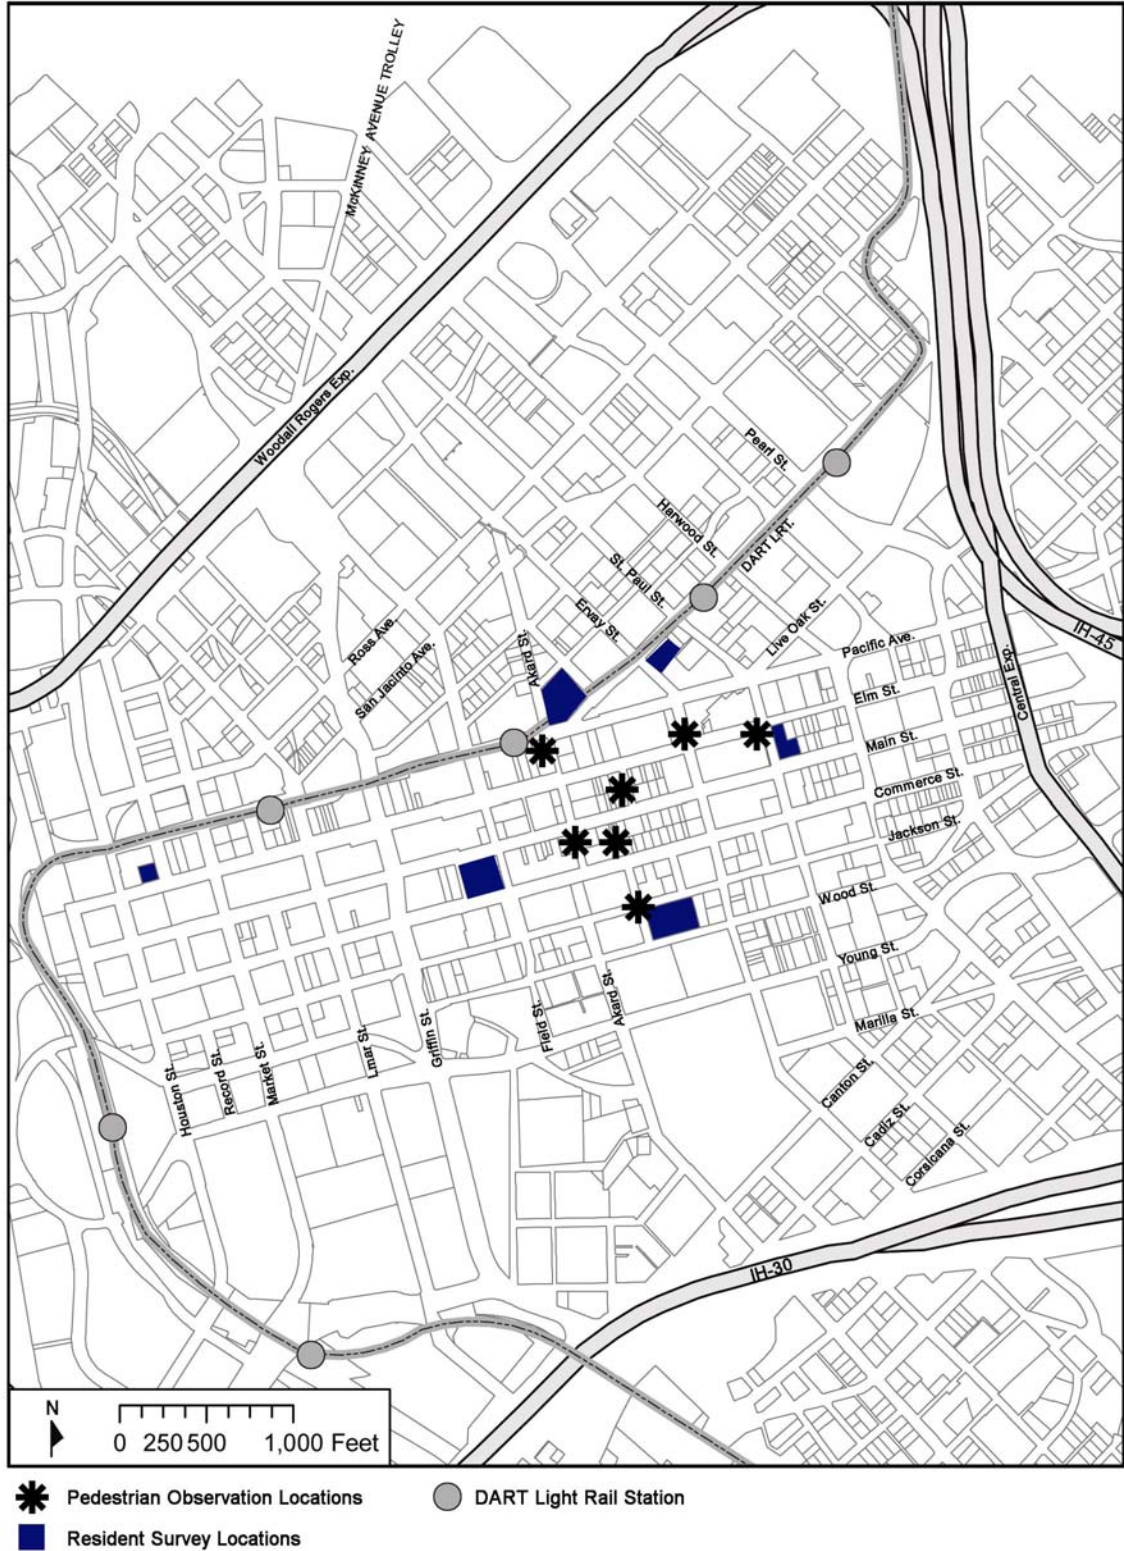 McKINNEY AVENUE TROLLEY
Woodall Rogers Exp.
Pearl St.
Harwood St.
DART LRT.
St. Paul St.
Ervay St.
Live Oak St.
Akard St.
Ross Ave.
San Jacinto Ave.
Pacific Ave.
IH-45
Central Exp.
Elm St.
Main St.
Commerce St.
Jackson St.
Wood St.
Young St.
Marilla St.
Canton St.
Cadiz St.
Corsicana St.
Houston St.
Record St.
Market St.
Lmar St.
Griffin St.
Field St.
Akard St.
IH-30
N
0 250 500 1,000 Feet
Pedestrian Observation Locations
DART Light Rail Station
Resident Survey Locations